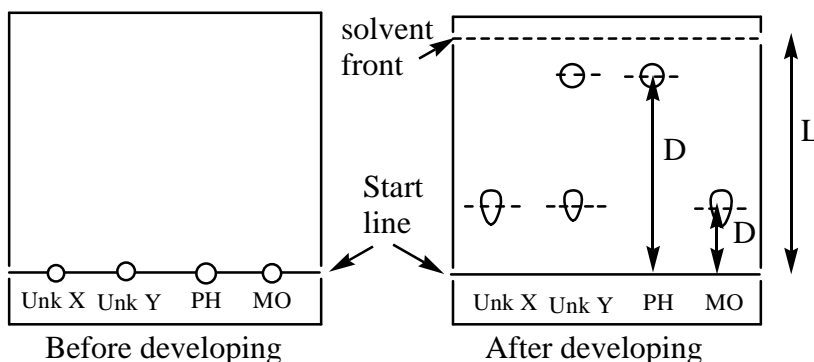 solvent
front
L
D
Start
line
D
Unk X Unk Y PH MO
Unk X Unk Y PH MO
Before developing
After developing